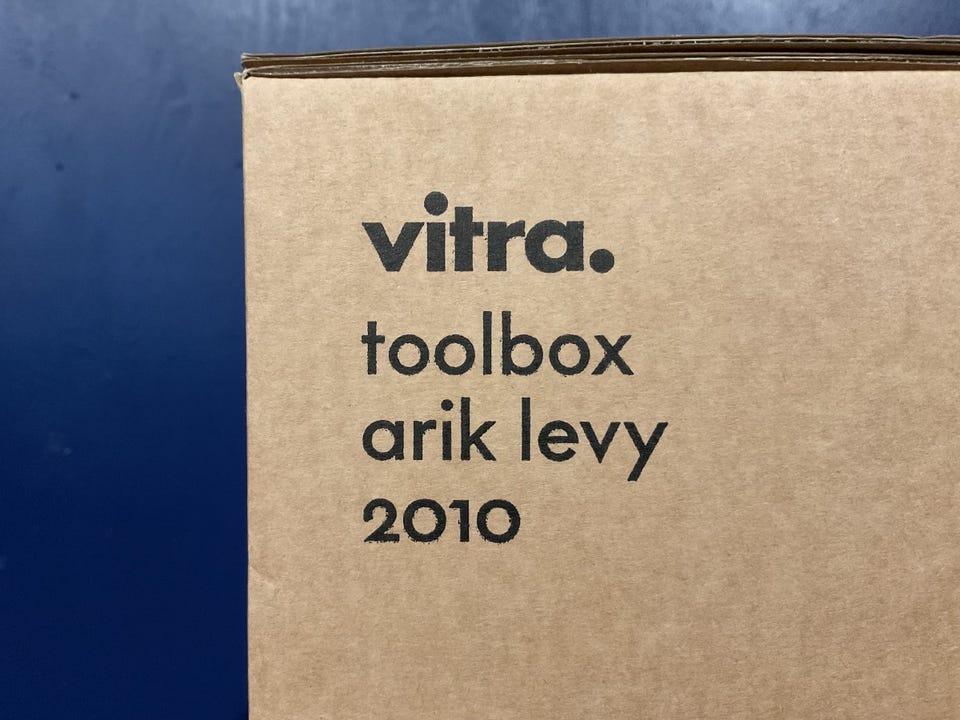 vitra.
toolbox
arik levy
2010